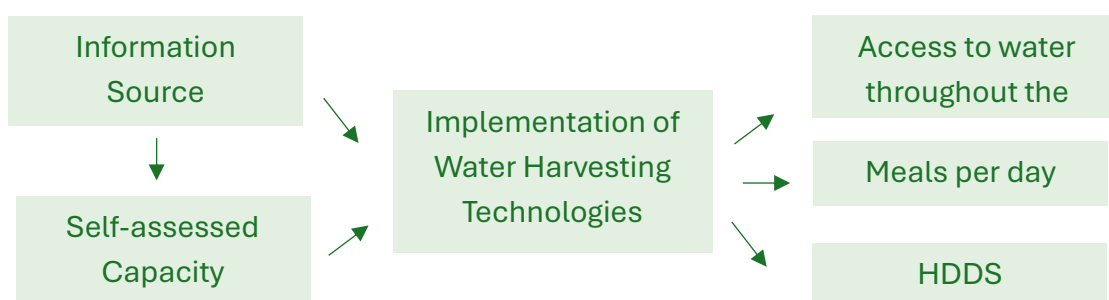 Information
Source
Self-assessed
Capacity
Implementation of
Water Harvesting
Technologies
Access to water
throughout the
Meals per day
HDDS